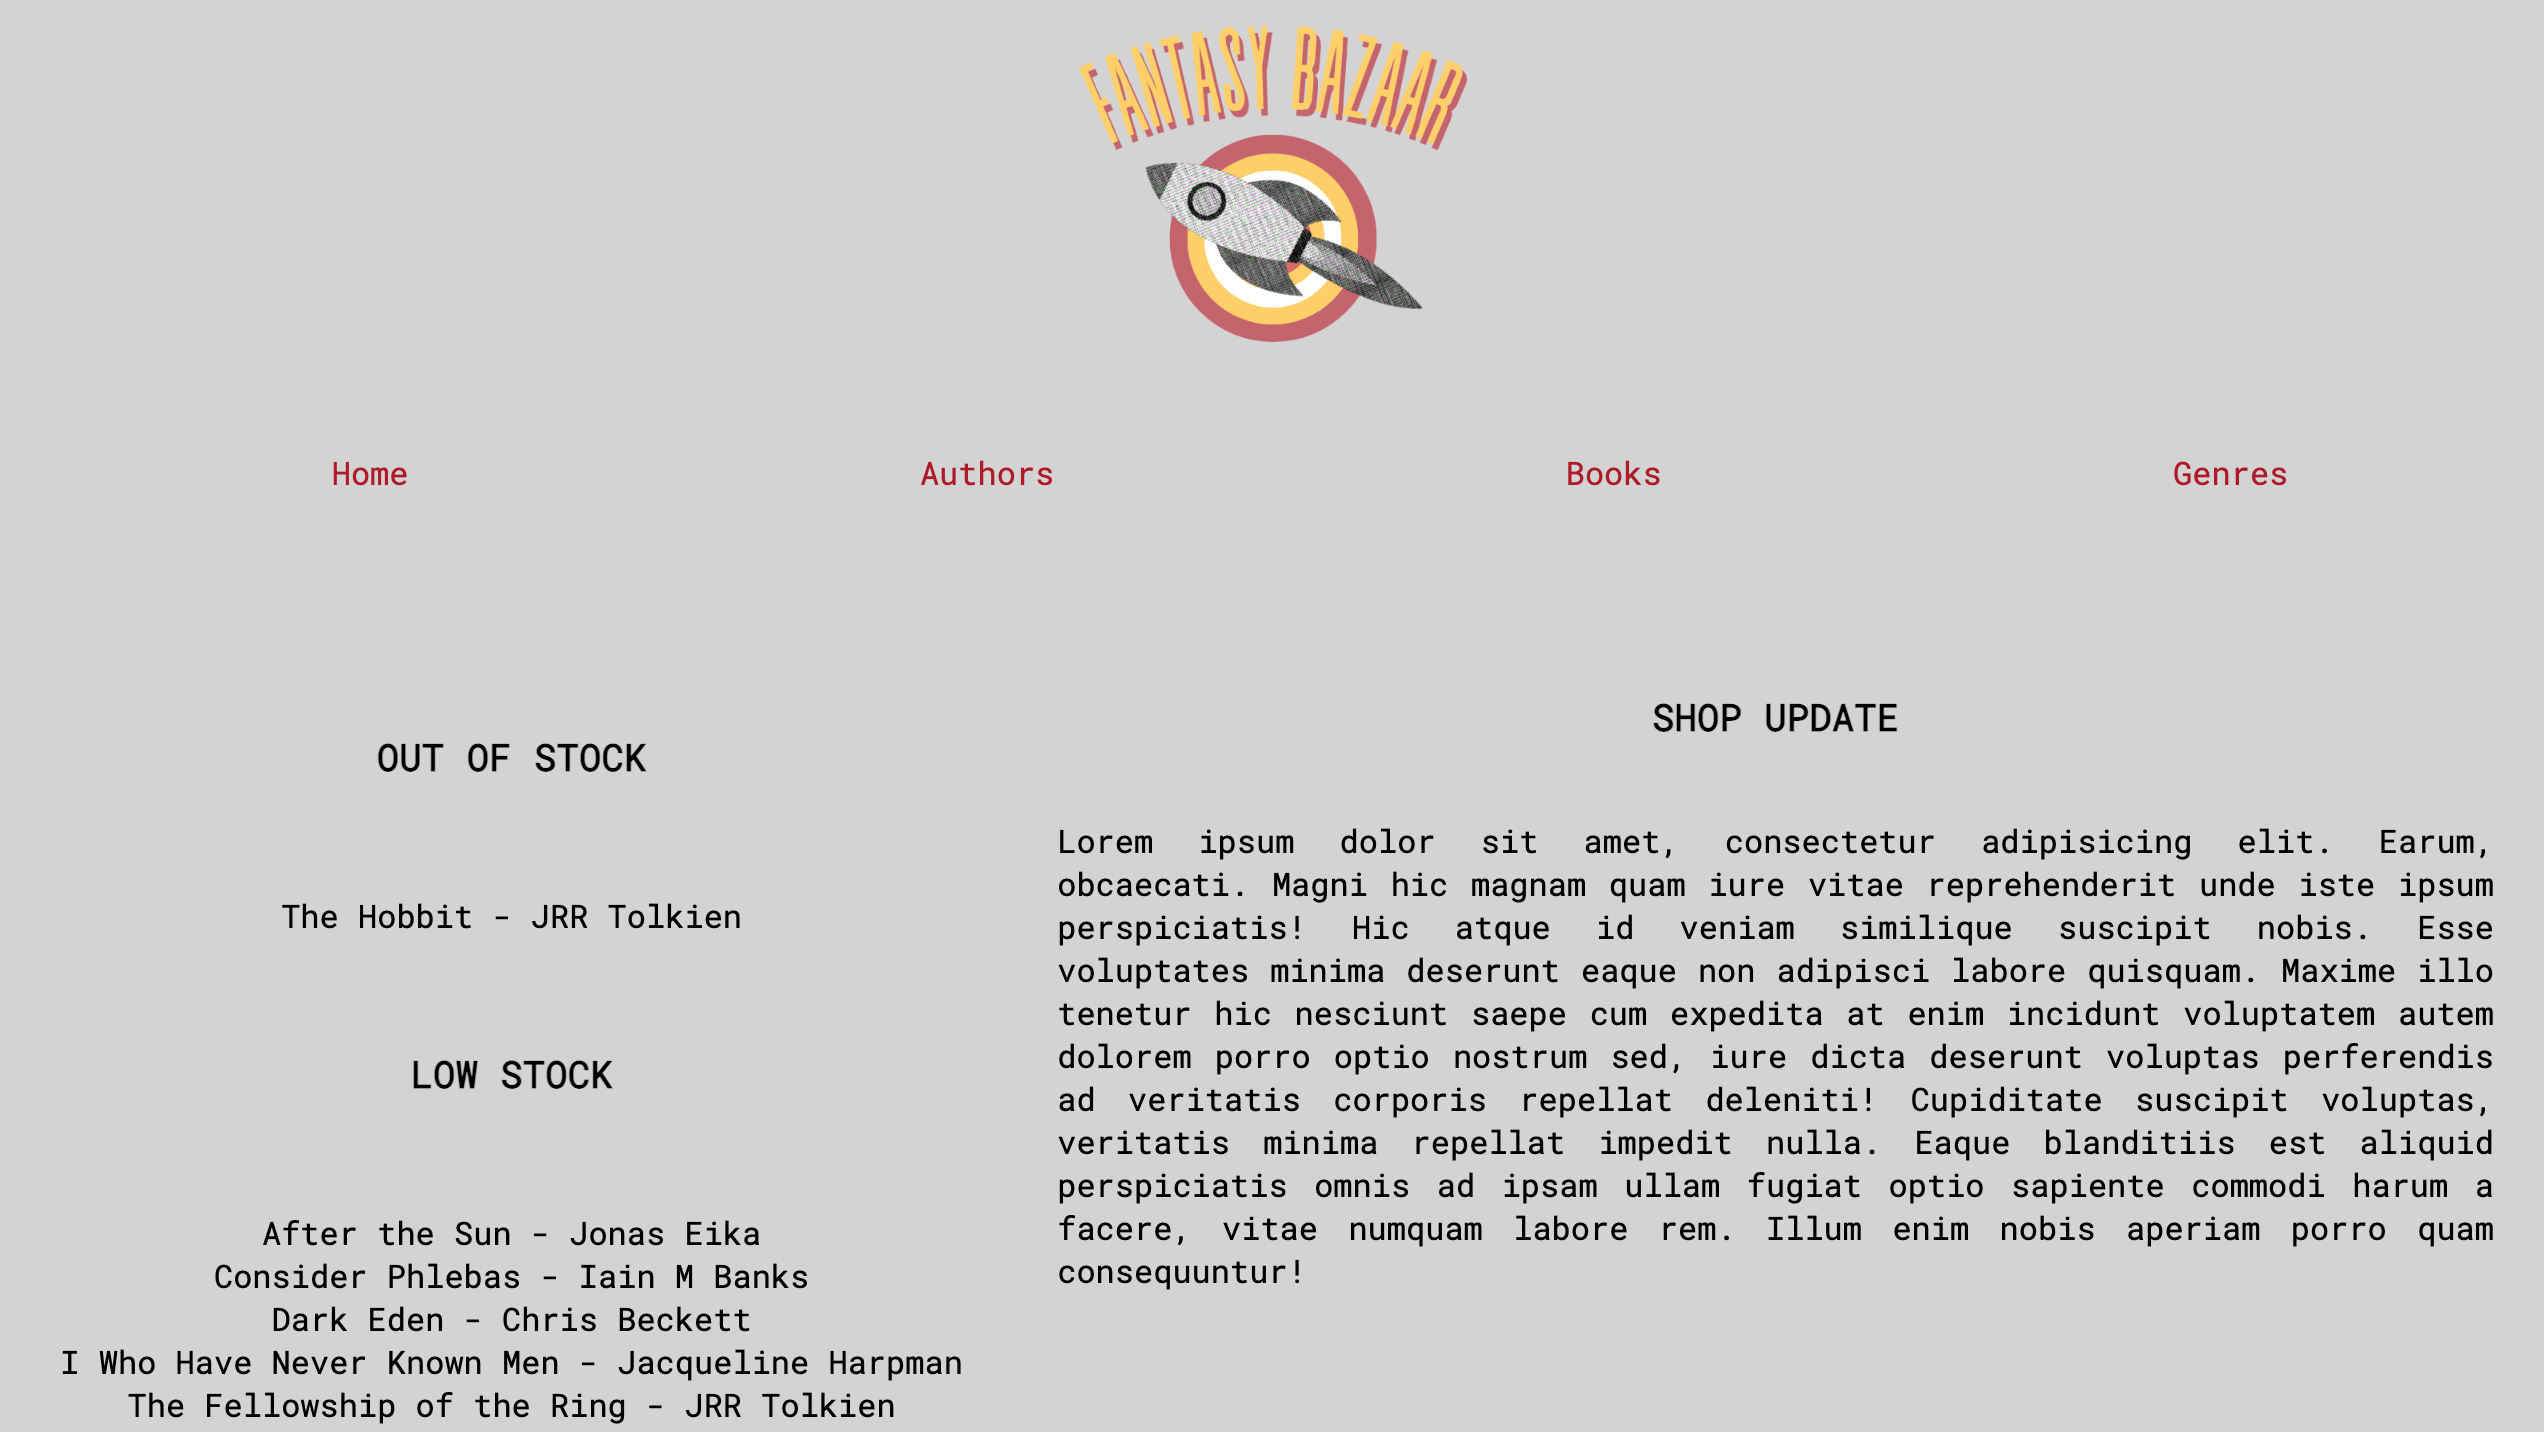 FANTASY BAZAAR
Home
Authors
Books
Genres
OUT OF STOCK
The Hobbit - JRR Tolkien
LOW STOCK
After the Sun - Jonas Eika
Consider Phlebas - Iain M Banks
Dark Eden - Chris Beckett
I Who Have Never Known Men - Jacqueline Harpman
The Fellowship of the Ring - JRR Tolkien
SHOP UPDATE
Lorem ipsum dolor sit amet, consectetur adipisicing elit. Earum,
obcaecati. Magni hic magnam quam iure vitae reprehenderit unde iste ipsum
perspiciatis! Hic atque id veniam similique suscipit nobis. Esse
voluptates minima deserunt eaque non adipisci labore quisquam. Maxime illo
tenetur hic nesciunt saepe cum expedita at enim incidunt voluptatem autem
dolorem porro optio nostrum sed, iure dicta deserunt voluptas perferendis
ad veritatis corporis repellat deleniti! Cupiditate suscipit voluptas,
veritatis minima repellat impedit nulla. Eaque blanditiis est aliquid
perspiciatis omnis ad ipsam ullam fugiat optio sapiente commodi harum a
facere, vitae numquam labore rem. Illum enim nobis aperiam porro quam
consequuntur!